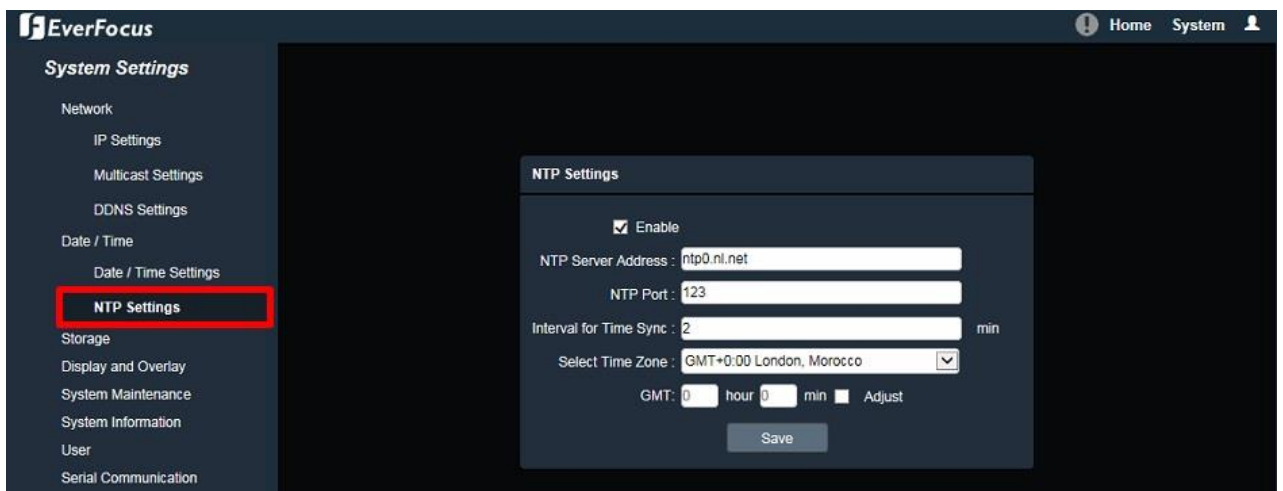 EverFocus
Home System
System Settings
Network
IP Settings
Multicast Settings
DDNS Settings
Date / Time
Date / Time Settings
NTP Settings
Storage
Display and Overlay
System Maintenance
System Information
User
Serial Communication
NTP Settings
Enable
NTP Server Address : ntp0.nl.net
NTP Port : 123
Interval for Time Sync : 2 min
Select Time Zone : GMT+0:00 London, Morocco
GMT: 0 hour 0 min Adjust
Save